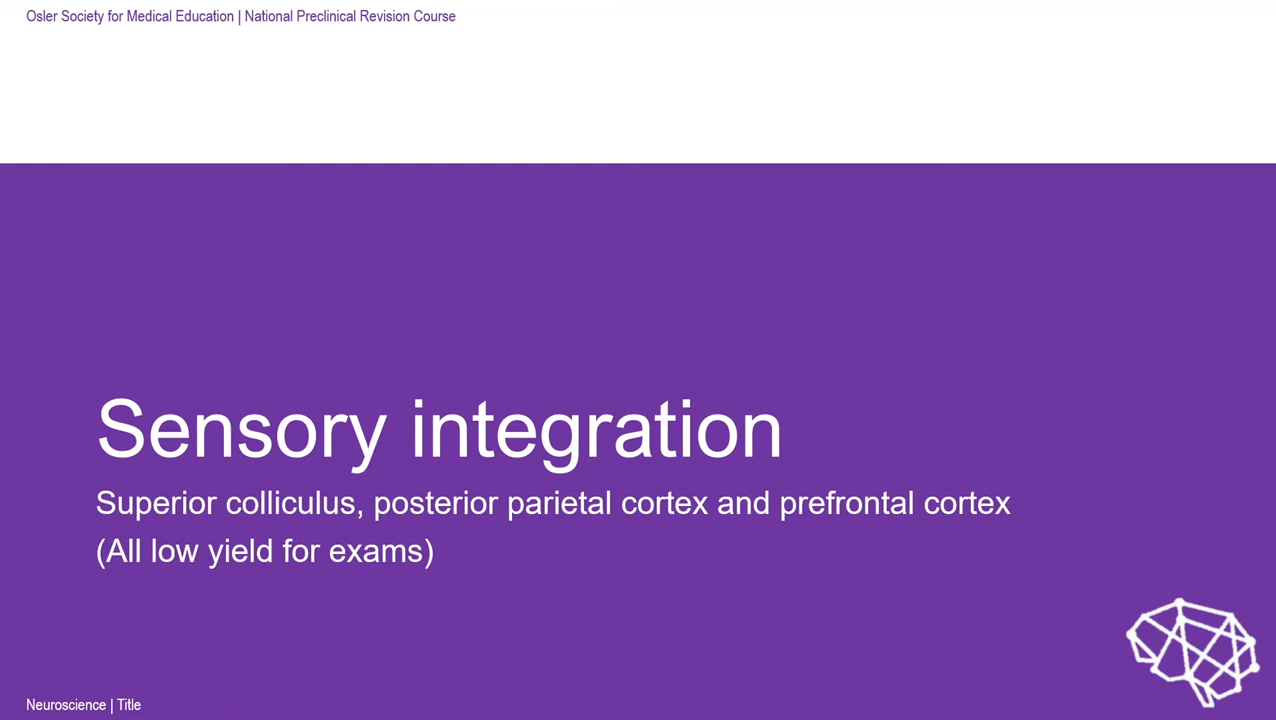 Osler Society for Medical Education | National Preclinical Revision Course
Sensory integration
Superior colliculus, posterior parietal cortex and prefrontal cortex
(All low yield for exams)
Neuroscience | Title